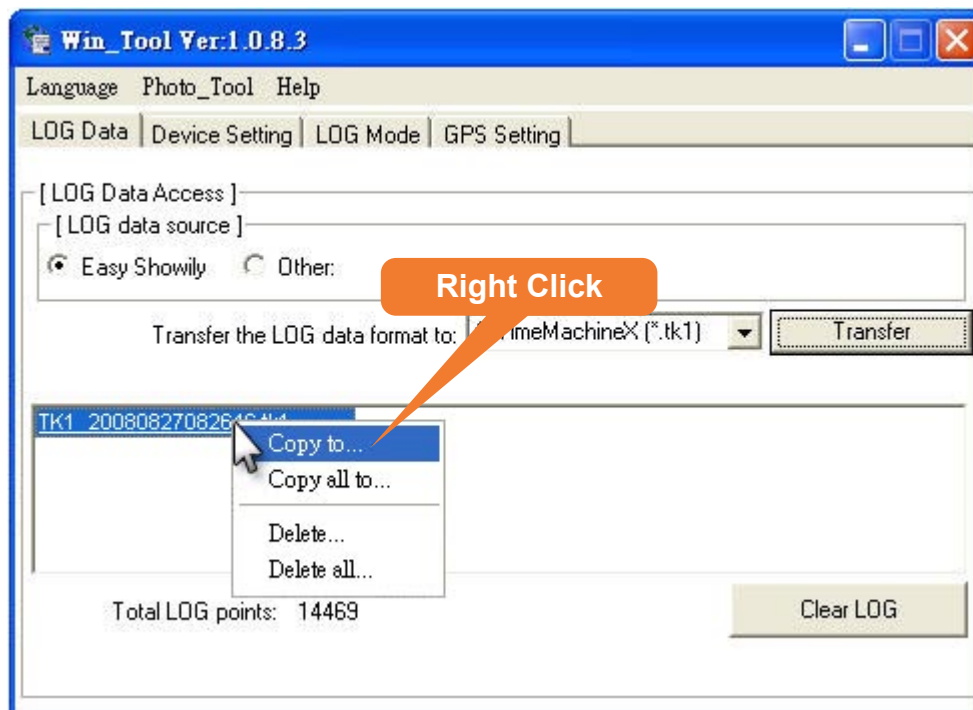 Win_Tool Ver:1.0.8.3
Language Photo_Tool Help
LOG Data Device Setting LOG Mode GPS Setting
[ LOG Data Access ]
[ LOG data source ]
Easy Showily Other:
Right Click
Transfer the LOG data format to: (*.tk1) Transfer
Copy to...
Copy all to...
Delete...
Delete all...
Total LOG points: 14469
Clear LOG